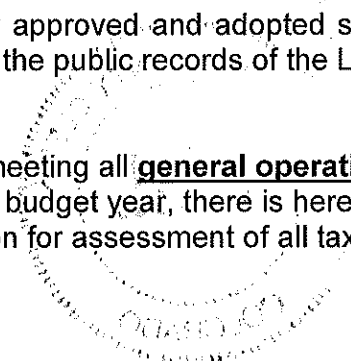 approved and adopted s
the public records of the L
neeting all general operati
budget year, there is here
on for assessment of all tax